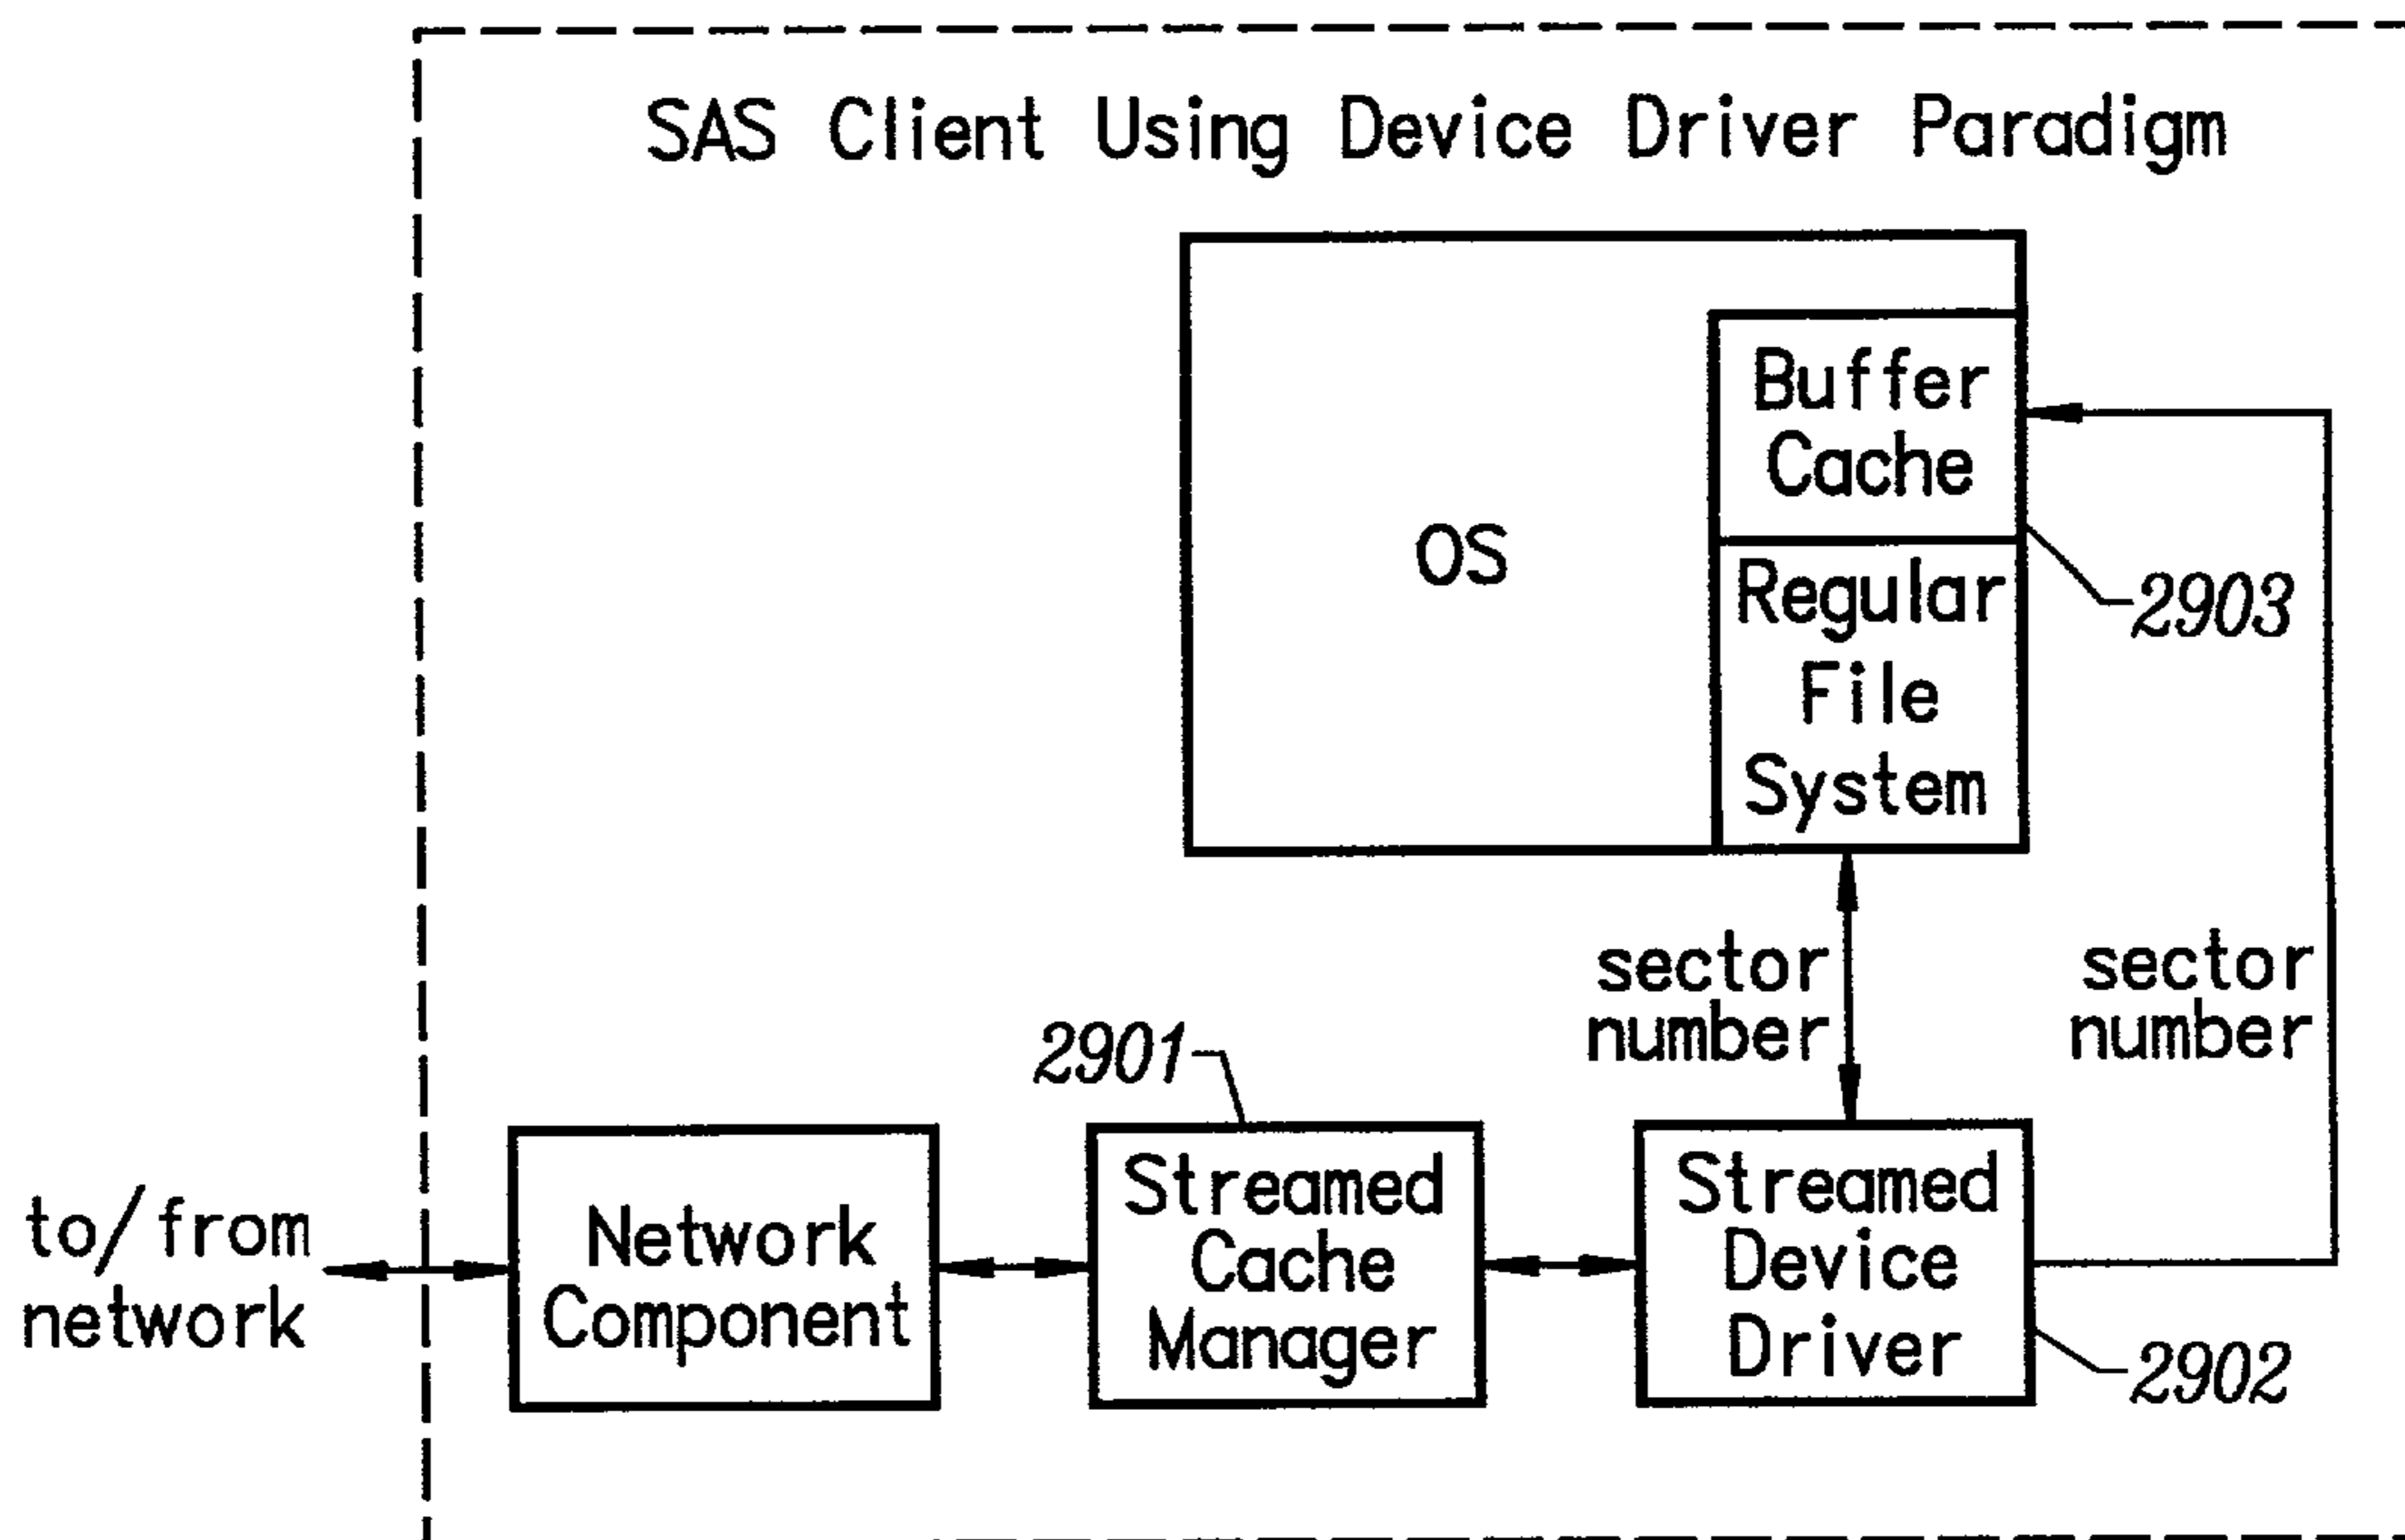 SAS Client Using Device Driver Paradigm
Buffer
Cache
OS
Regular
File
System
2903
sector
number
sector
number
2901
to/from
network
Network
Component
Streamed
Cache
Manager
Streamed
Device
Driver
2902